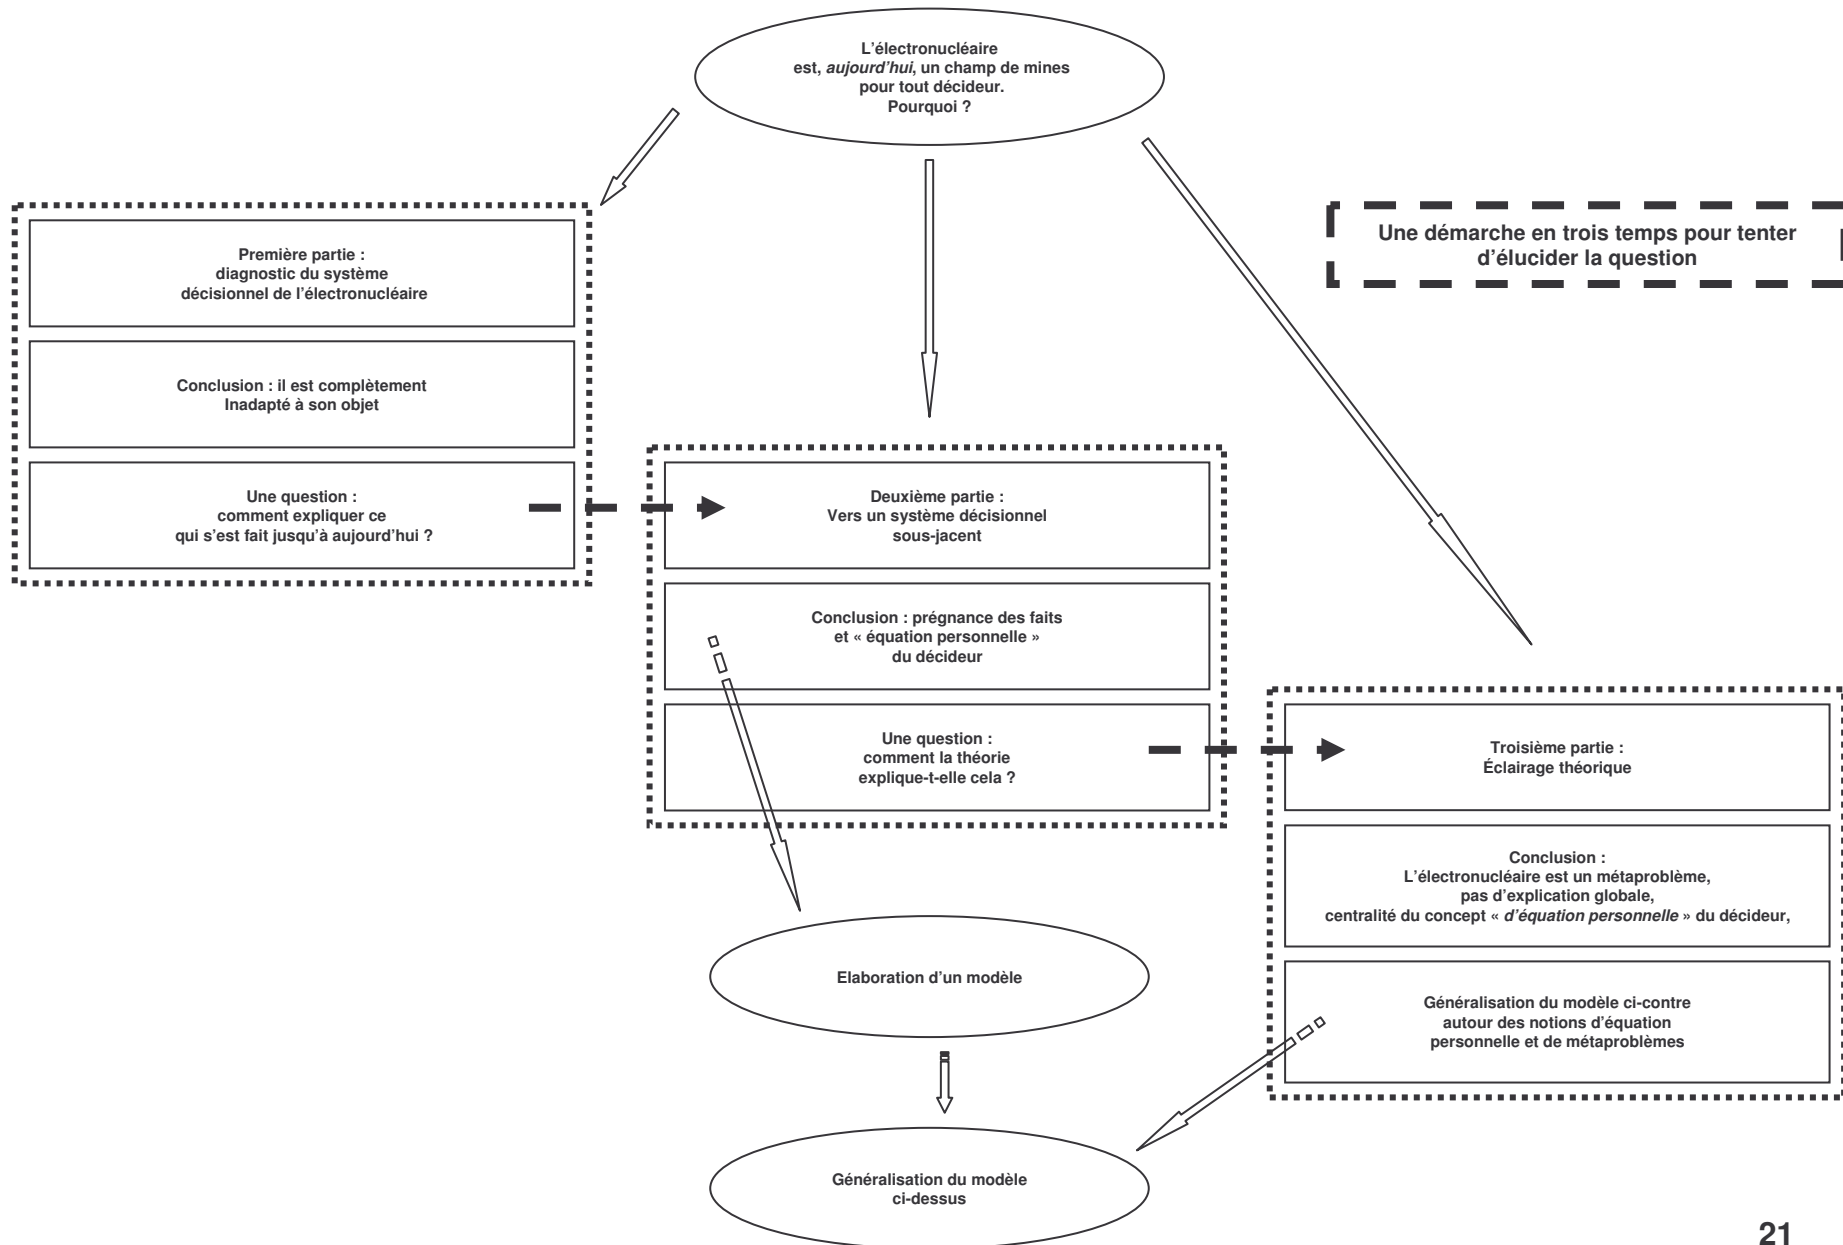 L'électronucléaire
est, aujourd'hui, un champ de mines
pour tout décideur.
Pourquoi ?
Une démarche en trois temps pour tenter
d'élucider la question
Première partie :
diagnostic du système
décisionnel de l'électronucléaire
Conclusion : il est complètement
Inadapté à son objet
Une question :
comment expliquer ce
qui s'est fait jusqu'à aujourd'hui ?
Deuxième partie :
Vers un système décisionnel
sous-jacent
Conclusion : prégnance des faits
et « équation personnelle »
du décideur
Une question :
comment la théorie
explique-t-elle cela ?
Troisième partie :
Éclairage théorique
Conclusion :
L'électronucléaire est un métaproblème,
pas d'explication globale,
centralité du concept « d'équation personnelle » du décideur,
Généralisation du modèle ci-contre
autour des notions d'équation
personnelle et de métaproblèmes
Elaboration d'un modèle
Généralisation du modèle
ci-dessus
21